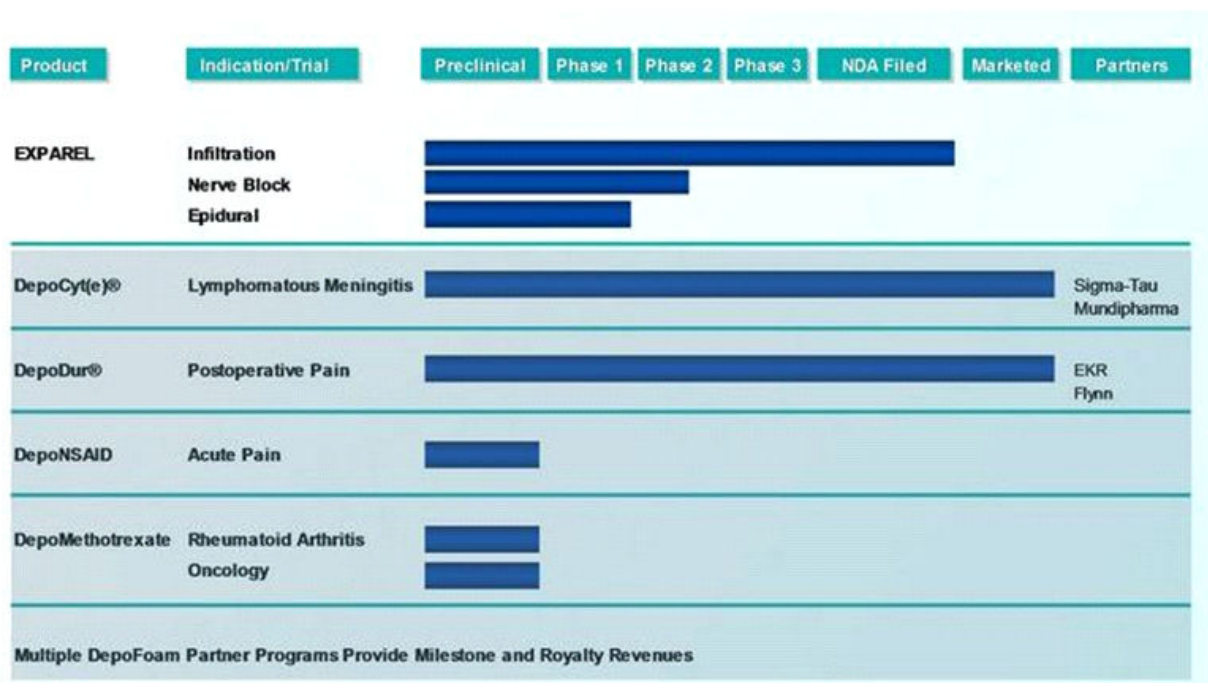 Product Indication/Trial Preclinical Phase 1 Phase 2 Phase 3 NDA Filed Marketed Partners
EXPAREL Infiltration
Nerve Block
Epidural
DepoCyt(e)® Lymphomatous Meningitis Sigma-Tau
Mundipharma
DepoDur® Postoperative Pain EKR
Flynn
DepoNSAID Acute Pain
DepoMethotrexate Rheumatoid Arthritis
Oncology
Multiple DepoFoam Partner Programs Provide Milestone and Royalty Revenues